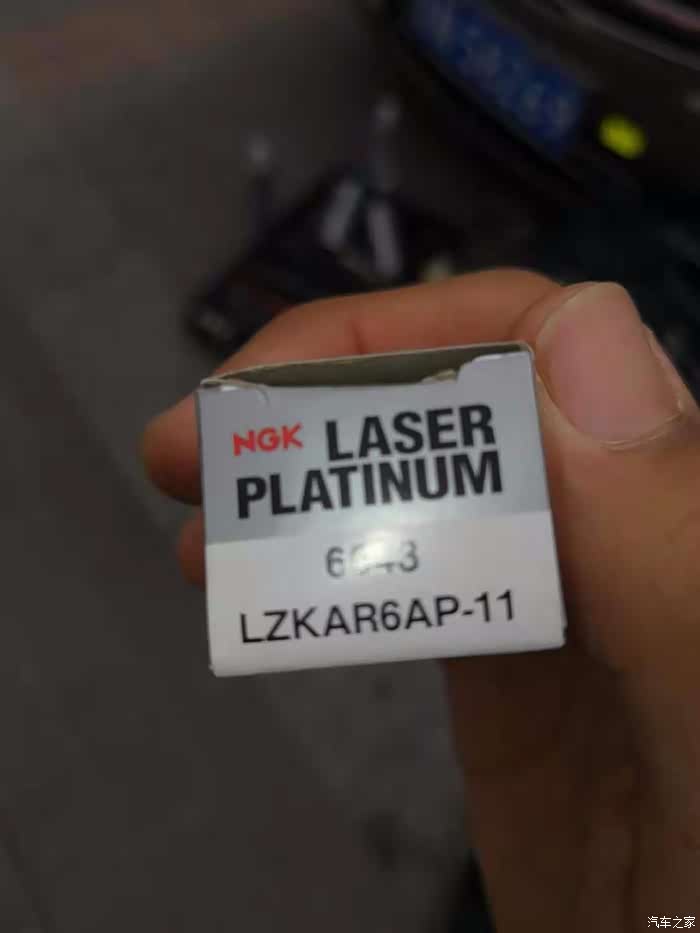 NGK LASER
PLATINUM
LZKAR6AP-11
汽车之家